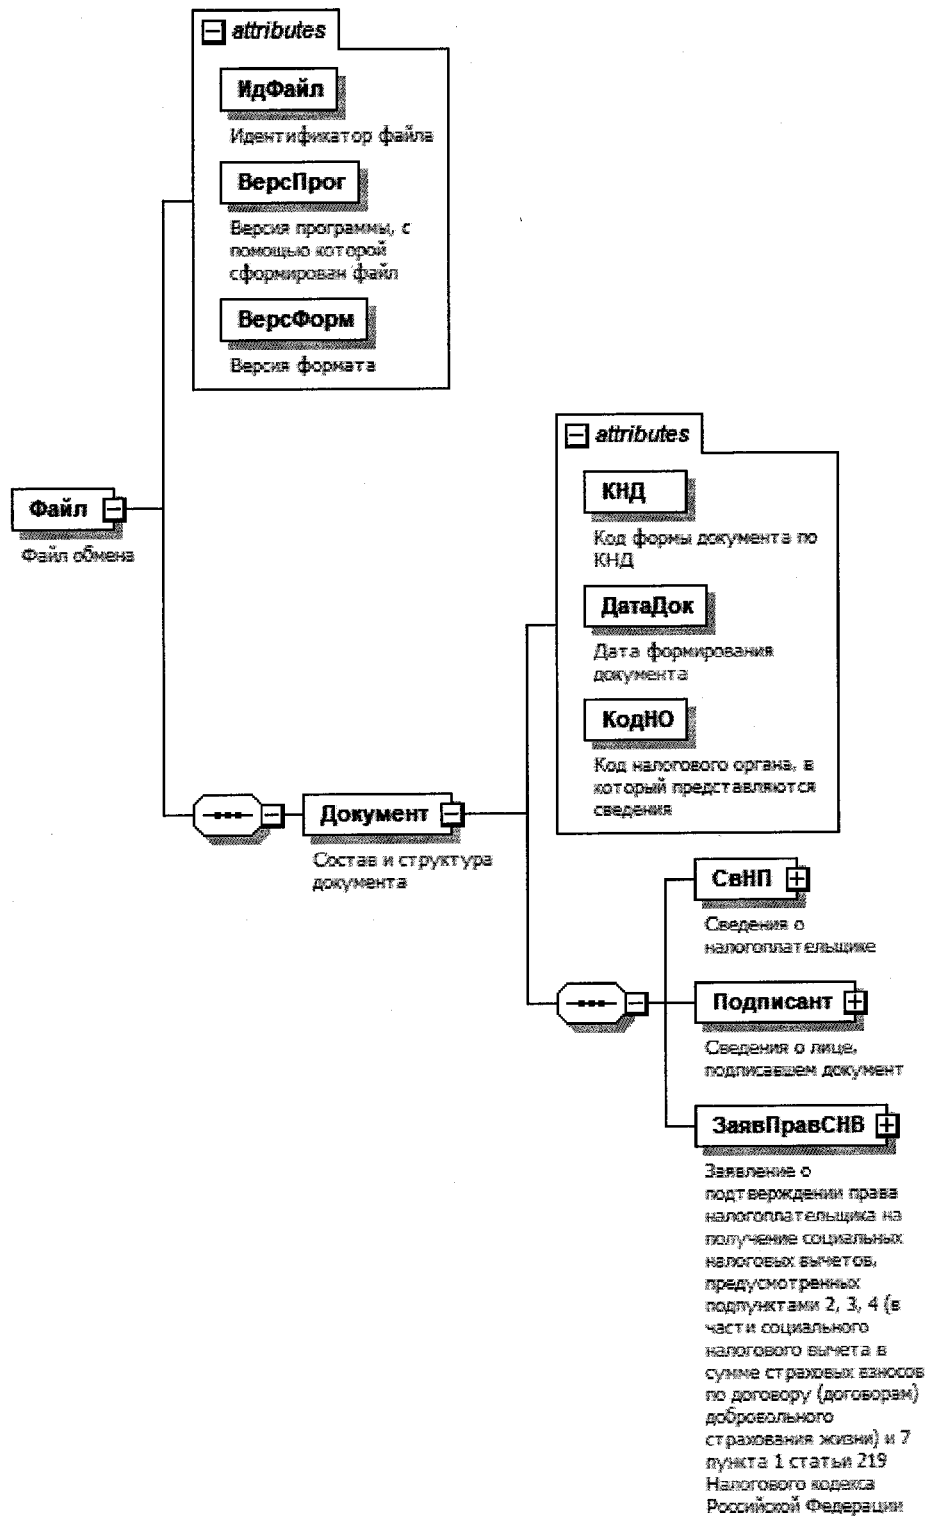 attributes
ИдФайл
Идентификатор файла
ВерсПрог
Версия программы, с
помощью которой
сформирован файл
ВерсФорм
Версия формата
Файл
Файл обмена
attributes
КНД
Код формы документа по
КНД
ДатаДок
Дата формирования
документа
КодНО
Код налогового органа, в
который представляются
сведения
Документ
Состав и структура
документа
СвНП
Сведения о
налогоплательщике
Подписант
Сведения о лице,
подписавшем документ
ЗаявПравСНВ
Заявление о
подтверждении права
налогоплательщика на
получение социальных
налоговых вычетов,
предусмотренных
подпунктами 2, 3, 4 (в
части социального
налогового вычета в
сумме страховых взносов
по договору (договорам)
добровольного
страхования жизни) и 7
пункта 1 статьи 219
Налогового кодекса
Российской Федерации